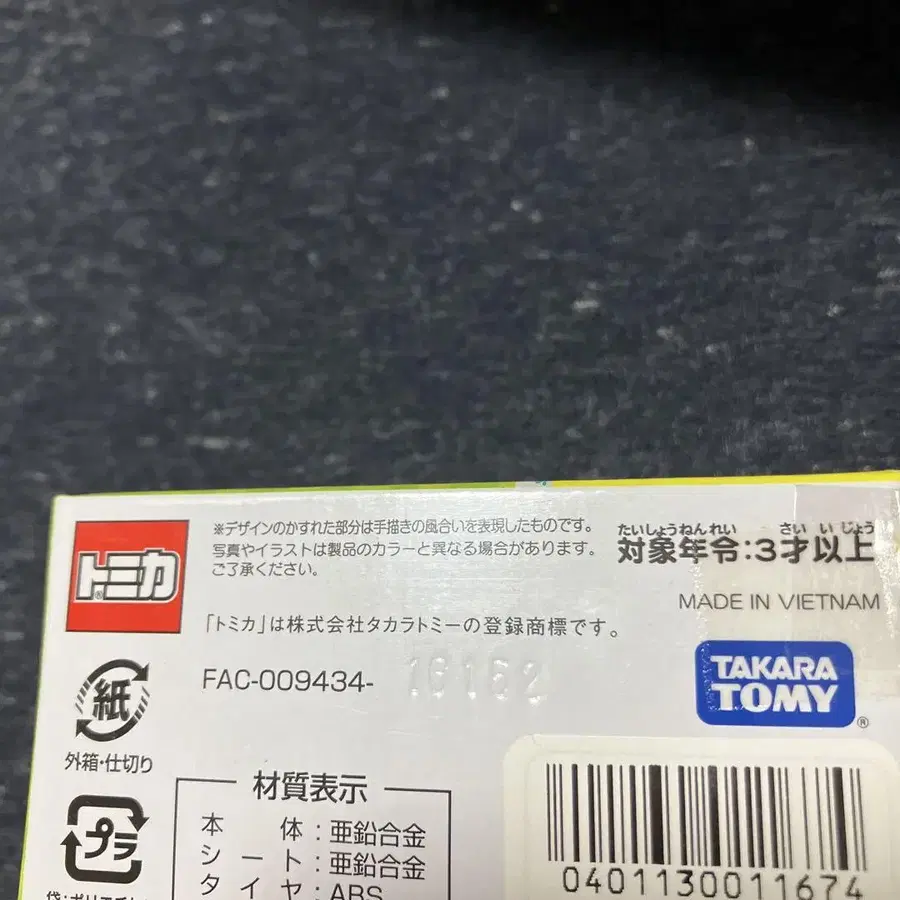 トミカ
®
※デザインのかすれた部分は手描きの風合いを表現したものです。
写真やイラストは製品のカラーと異なる場合があります。
ご了承ください。
たいしょうねんれい さい いじょう
対象年令:3才以上
MADE IN VIETNAM
「トミカ」は株式会社タカラトミーの登録商標です。
FAC-009434- 16152
TAKARA
TOMY
®
紙
外箱・仕切り
プラ
材質表示
本 体:亜鉛合金
シート:亜鉛合金
タイヤ:ABS
0401130011674